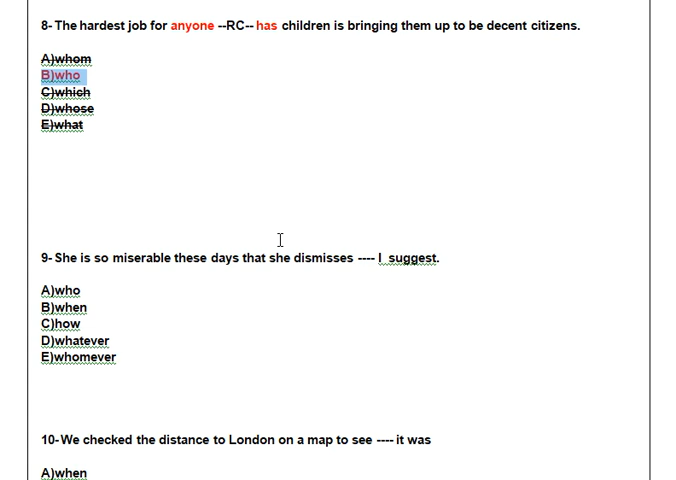 8- The hardest job for anyone --RC-- has children is bringing them up to be decent citizens.
A)whom
B)who
C)which
D)whose
E)what
9- She is so miserable these days that she dismisses ---- I suggest.
A)who
B)when
C)how
D)whatever
E)whomever
10- We checked the distance to London on a map to see ---- it was
A)when